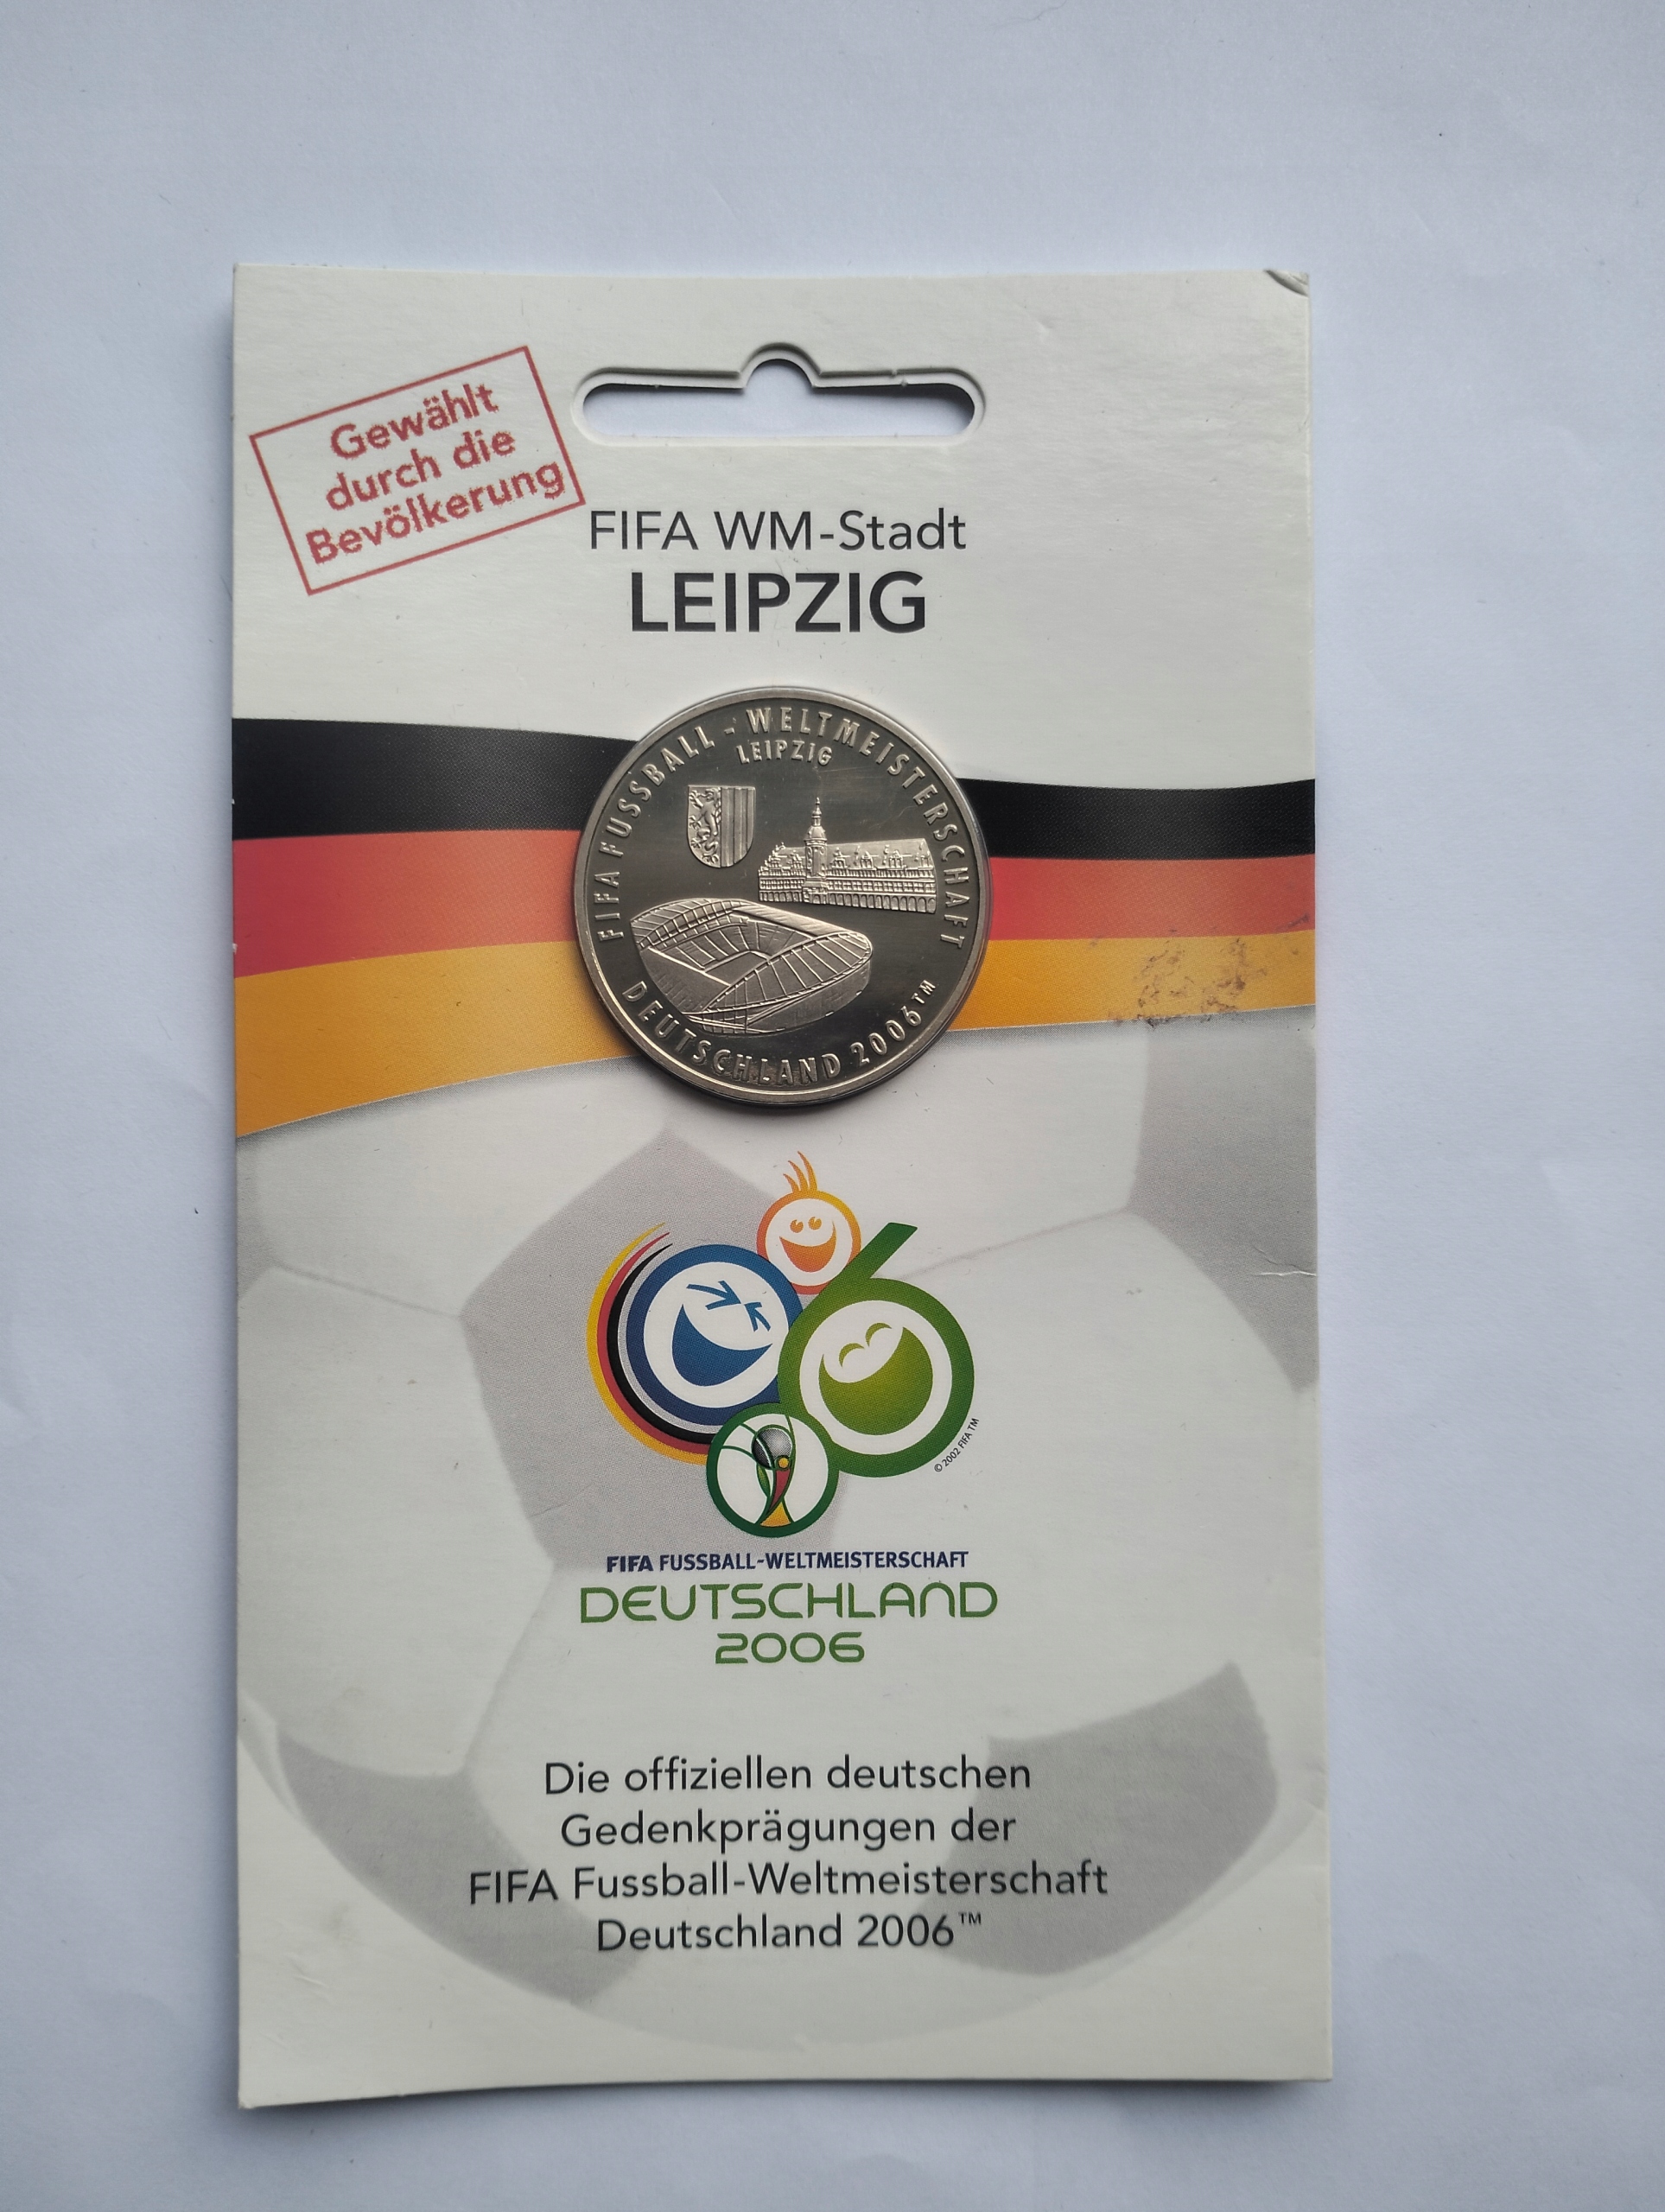 Gewählt
durch die
Bevölkerung
FIFA WM-Stadt
LEIPZIG
FIFA FUSSBALL-WELTMEISTERSCHAFT
LEIPZIG
DEUTSCHLAND 2006™
© 2002 FIFA TM
FIFA FUSSBALL-WELTMEISTERSCHAFT
DEUTSCHLAND
2006
Die offiziellen deutschen
Gedenkprägungen der
FIFA Fussball-Weltmeisterschaft
Deutschland 2006™